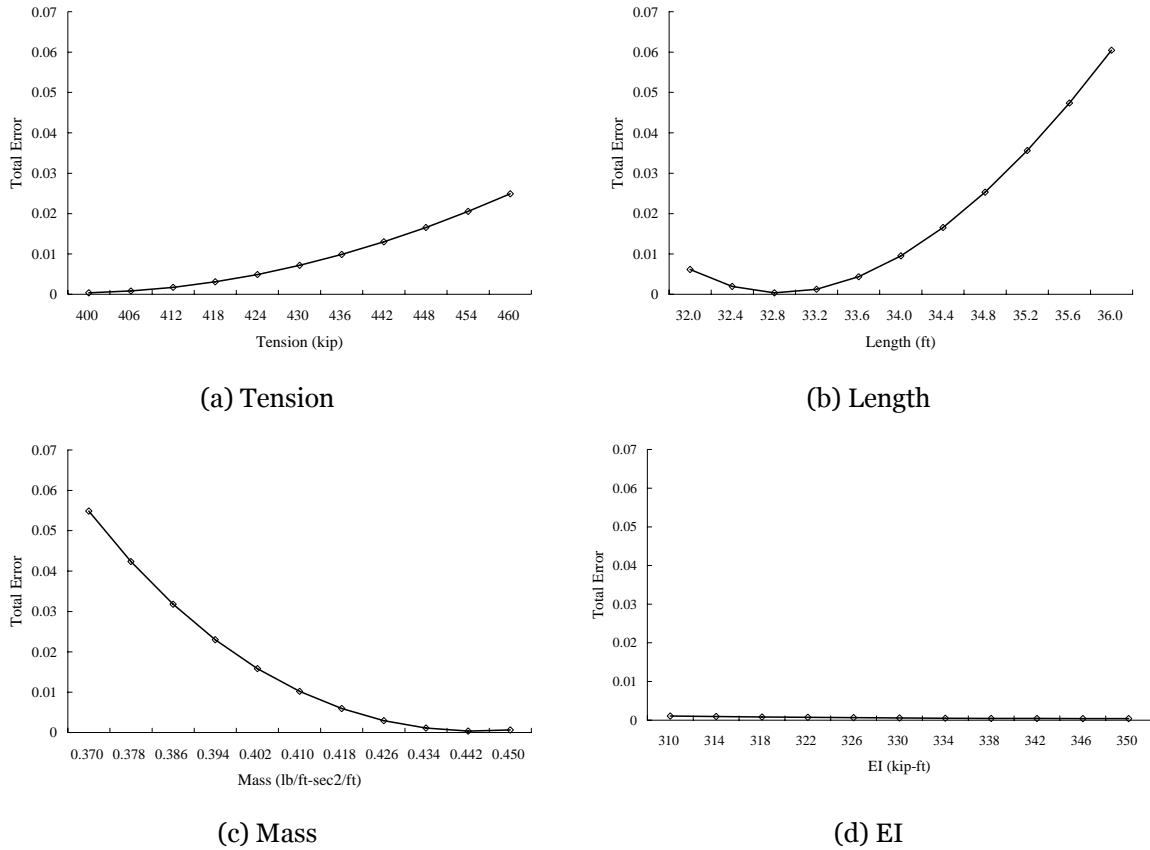 0.07
0.06
0.05
0.04
0.03
0.02
0.01
0
Total Error
400 406 412 418 424 430 436 442 448 454 460
Tension (kip)
(a) Tension
0.07
0.06
0.05
0.04
0.03
0.02
0.01
0
Total Error
32.0 32.4 32.8 33.2 33.6 34.0 34.4 34.8 35.2 35.6 36.0
Length (ft)
(b) Length
0.07
0.06
0.05
0.04
0.03
0.02
0.01
0
Total Error
0.370 0.378 0.386 0.394 0.402 0.410 0.418 0.426 0.434 0.442 0.450
Mass (lb/ft-sec2/ft)
(c) Mass
0.07
0.06
0.05
0.04
0.03
0.02
0.01
0
Total Error
310 314 318 322 326 330 334 338 342 346 350
EI (kip-ft)
(d) EI